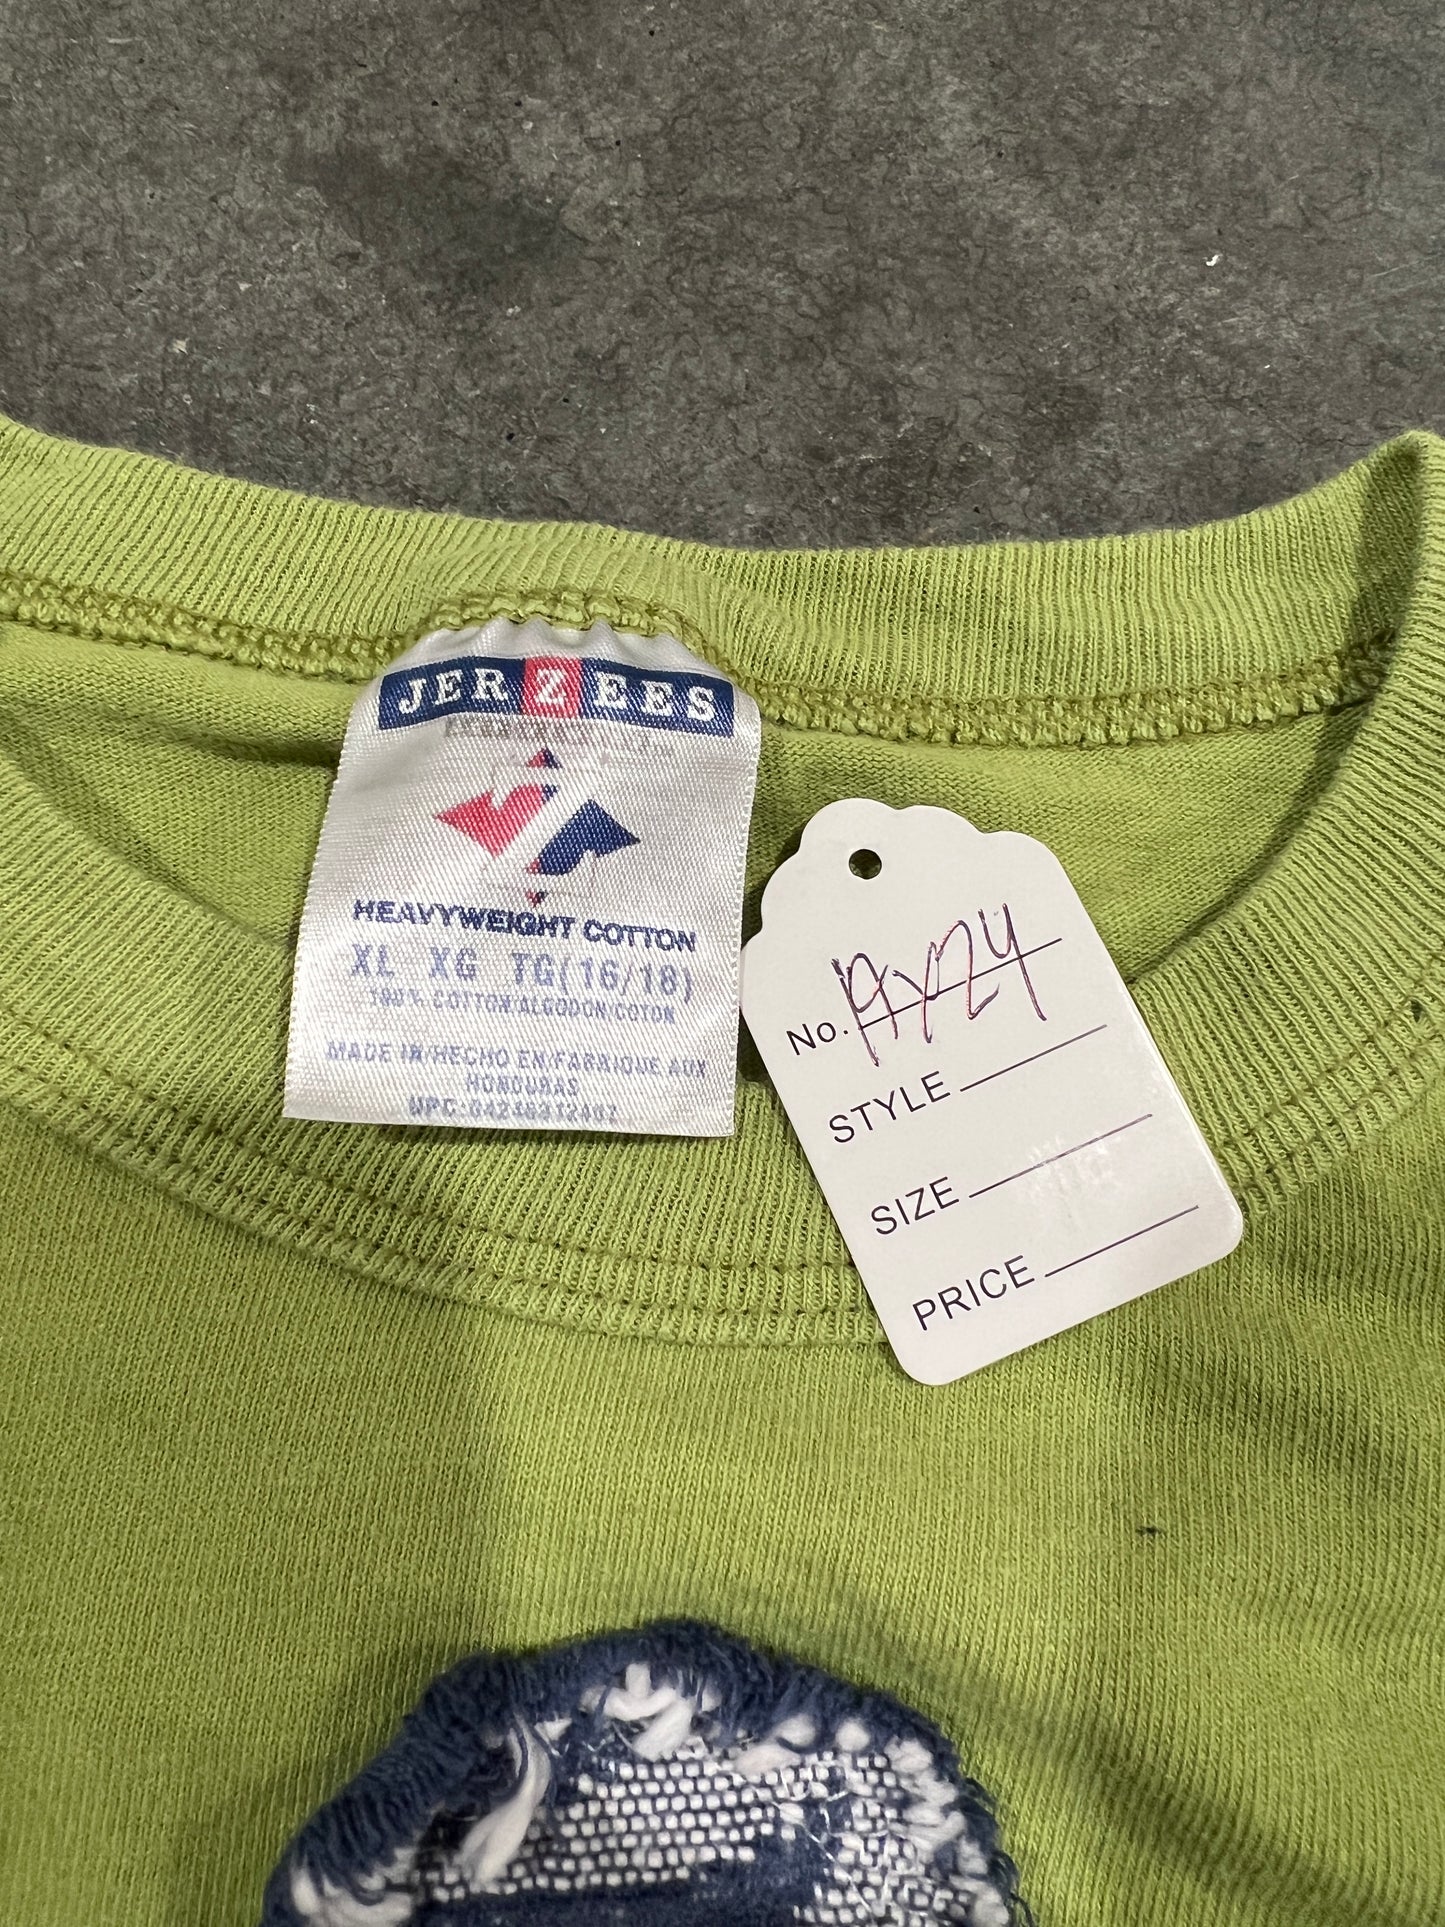 JERZEES
HEAVYWEIGHT COTTON
XL XG TG(16/18)
100% COTTON/ALGODON/COTON
MADE IN/HECHO EN/FABRIQUE AUX
HONDURAS
No.
STYLE
SIZE
PRICE